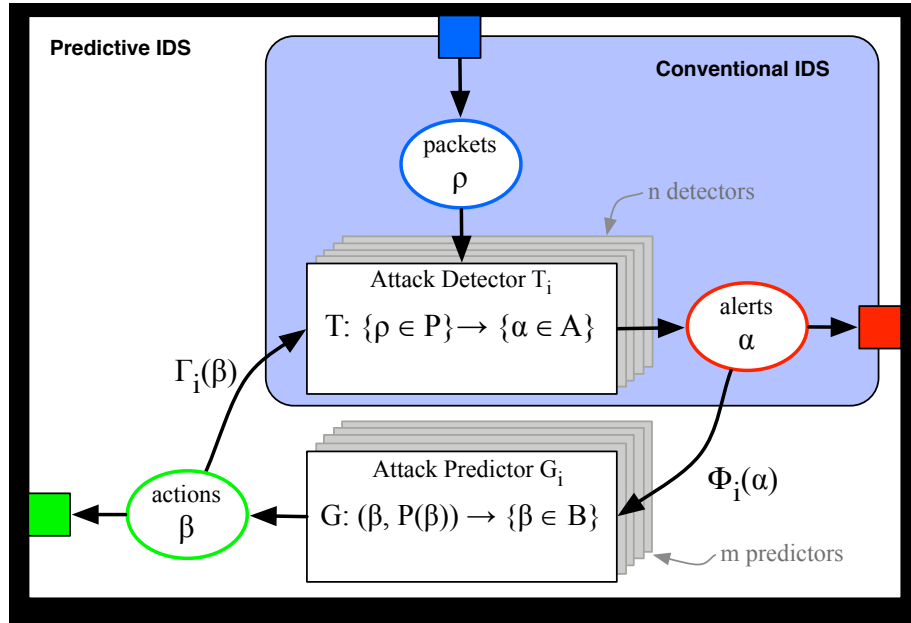 Predictive IDS
Conventional IDS
packets
ρ
n detectors
Attack Detector Tᵢ
T: {ρ ∈ P}→ {α ∈ A}
alerts
α
Γᵢ(β)
Φᵢ(α)
Attack Predictor Gᵢ
G: (β, P(β)) → {β ∈ B}
actions
β
m predictors